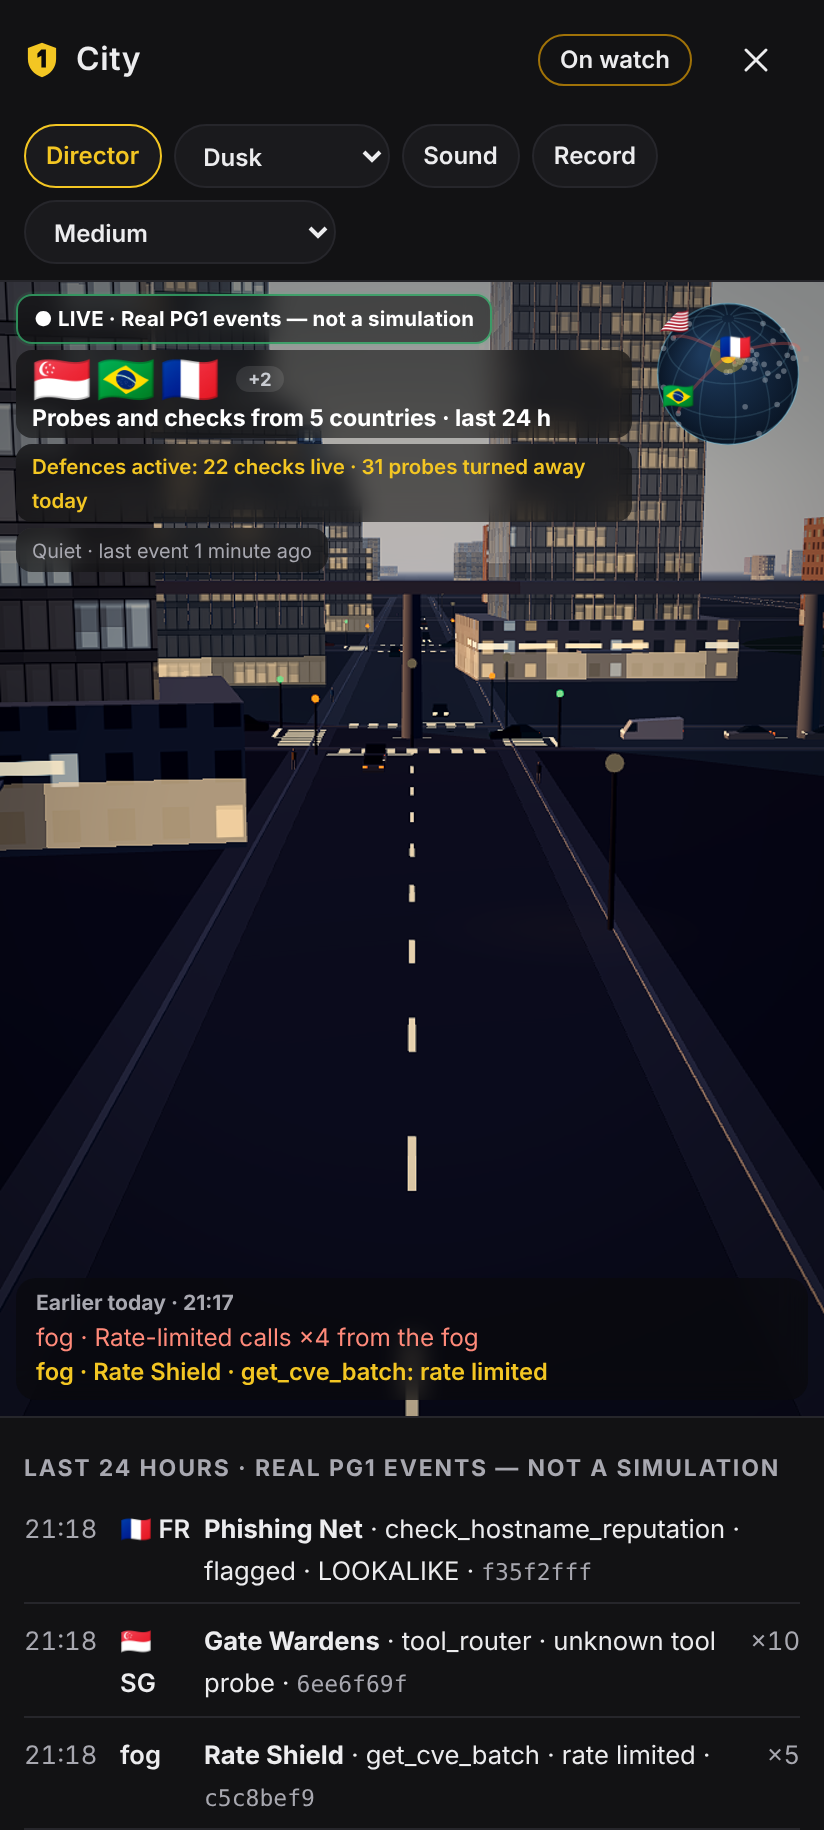 1 City
On watch
Director
Dusk
Sound
Record
Medium
LIVE · Real PG1 events — not a simulation
+2
Probes and checks from 5 countries · last 24 h
Defences active: 22 checks live · 31 probes turned away
today
Quiet · last event 1 minute ago
Earlier today · 21:17
fog · Rate-limited calls ×4 from the fog
fog · Rate Shield · get_cve_batch: rate limited
LAST 24 HOURS · REAL PG1 EVENTS — NOT A SIMULATION
21:18 FR Phishing Net · check_hostname_reputation ·
flagged · LOOKALIKE · f35f2fff
21:18 Gate Wardens · tool_router · unknown tool ×10
SG probe · 6ee6f69f
21:18 fog Rate Shield · get_cve_batch · rate limited · ×5
c5c8bef9